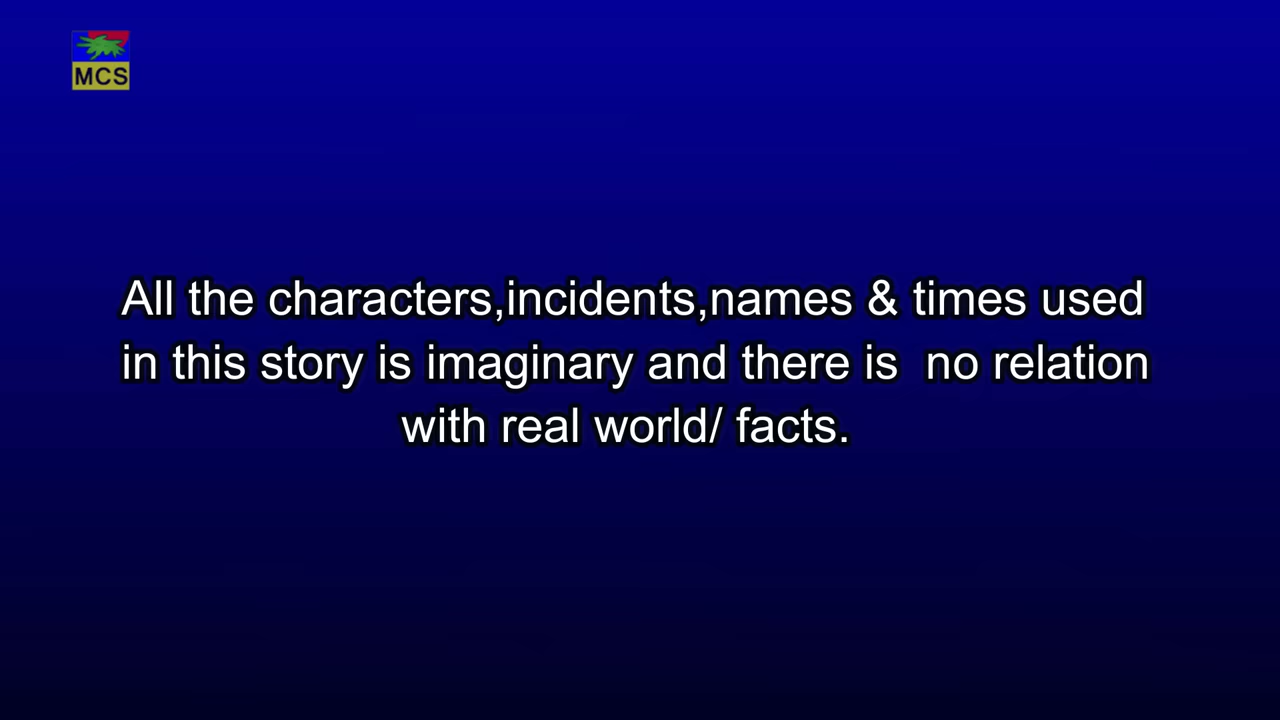 MCS
All the characters,incidents,names & times used
in this story is imaginary and there is  no relation
with real world/ facts.